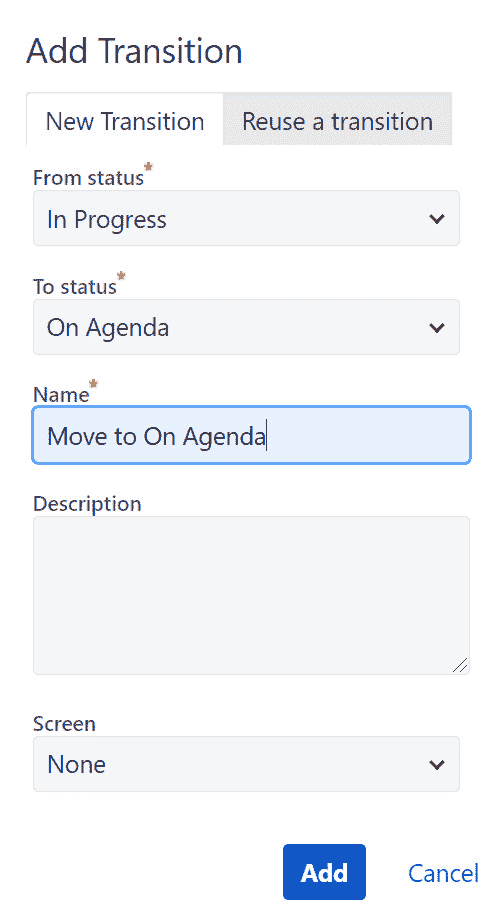 Add Transition
New Transition Reuse a transition
From status*
In Progress
To status*
On Agenda
Name*
Move to On Agenda
Description
Screen
None
Add Cancel